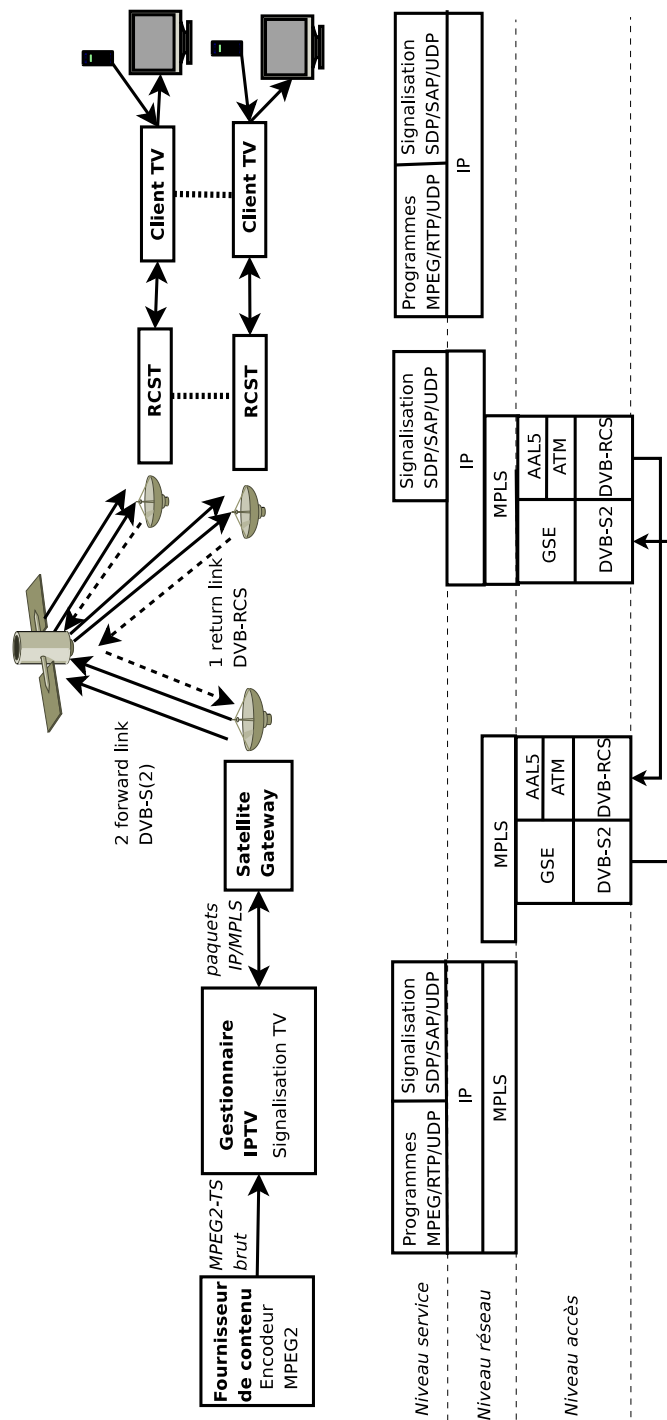 Fournisseur
de contenu
Encodeur
MPEG2
MPEG2-TS
brut
Gestionnaire
IPTV
Signalisation TV
paquets
IP/MPLS
Satellite
Gateway
2 forward link
DVB-S(2)
1 return link
DVB-RCS
RCST
RCST
Client TV
Client TV
Niveau service
Niveau réseau
Niveau accès
Programmes
MPEG/RTP/UDP
Signalisation
SDP/SAP/UDP
IP
MPLS
MPLS
GSE
AAL5
ATM
DVB-S2
DVB-RCS
Signalisation
SDP/SAP/UDP
IP
MPLS
GSE
AAL5
ATM
DVB-S2
DVB-RCS
Programmes
MPEG/RTP/UDP
Signalisation
SDP/SAP/UDP
IP